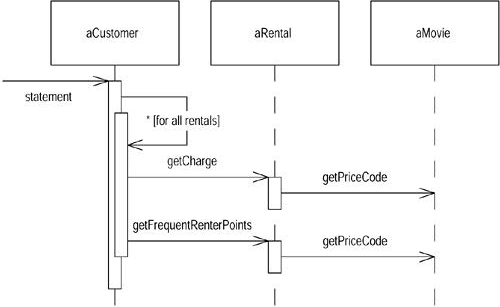 aCustomer
aRental
aMovie
statement
* [for all rentals]
getCharge
getPriceCode
getFrequentRenterPoints
getPriceCode